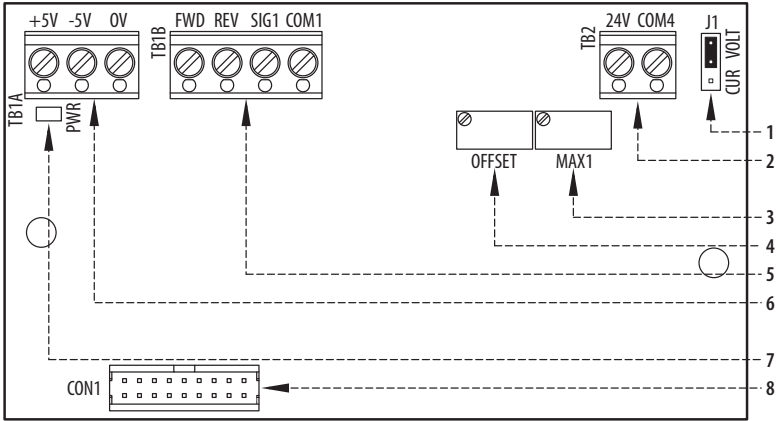 +5V -5V 0V
TB1A
PWR
TB1B
FWD REV SIG1 COM1
TB2
24V COM4
J1
VOLT
CUR
OFFSET
MAX1
1
2
3
4
5
6
7
CON1
8